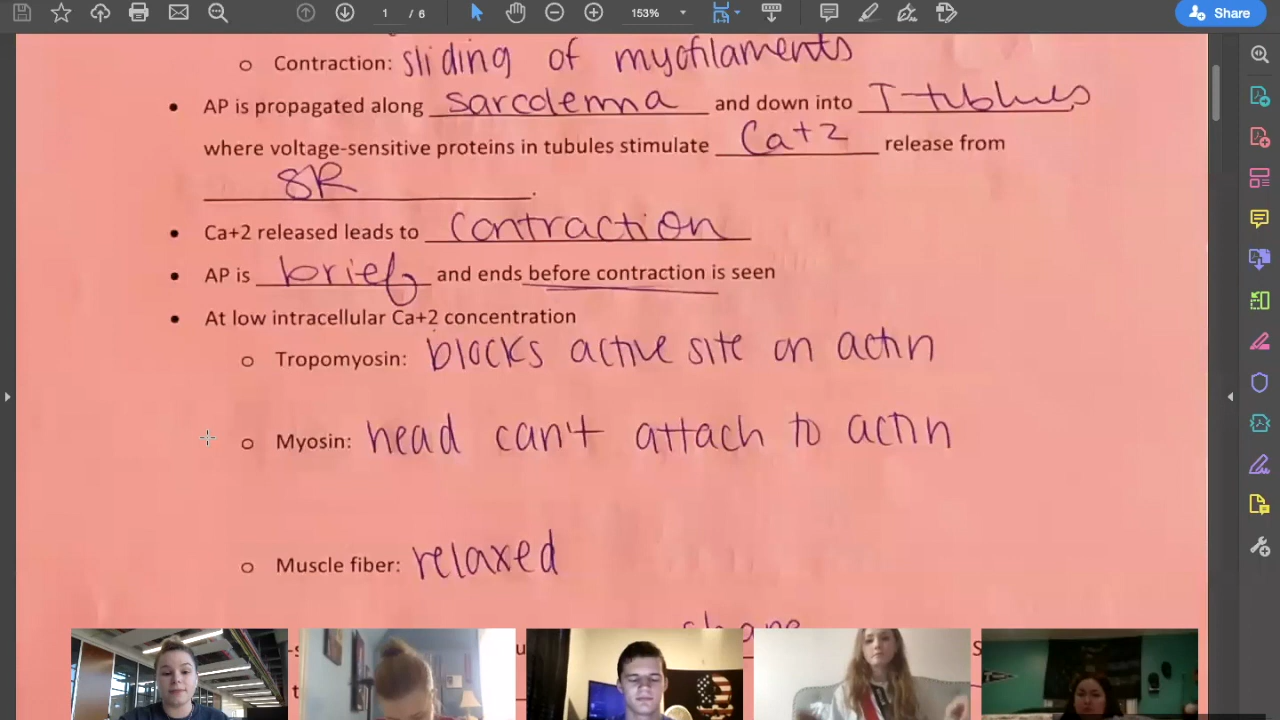 1 / 6
153%
Share
○ Contraction: sliding of myofilaments
• AP is propagated along sarcolemma and down into T-tubules
where voltage-sensitive proteins in tubules stimulate Ca+2 release from
SR.
• Ca+2 released leads to contraction
• AP is brief and ends before contraction is seen
• At low intracellular Ca+2 concentration
○ Tropomyosin: blocks active site on actin
○ Myosin: head can't attach to actin
○ Muscle fiber: relaxed
shape